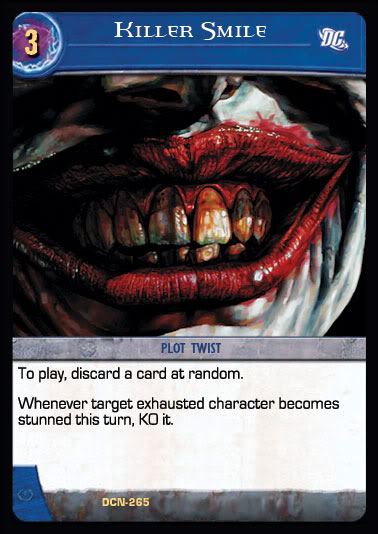 3
KILLER SMILE
DC
PLOT TWIST
To play, discard a card at random.
Whenever target exhausted character becomes
stunned this turn, KO it.
DCN-265